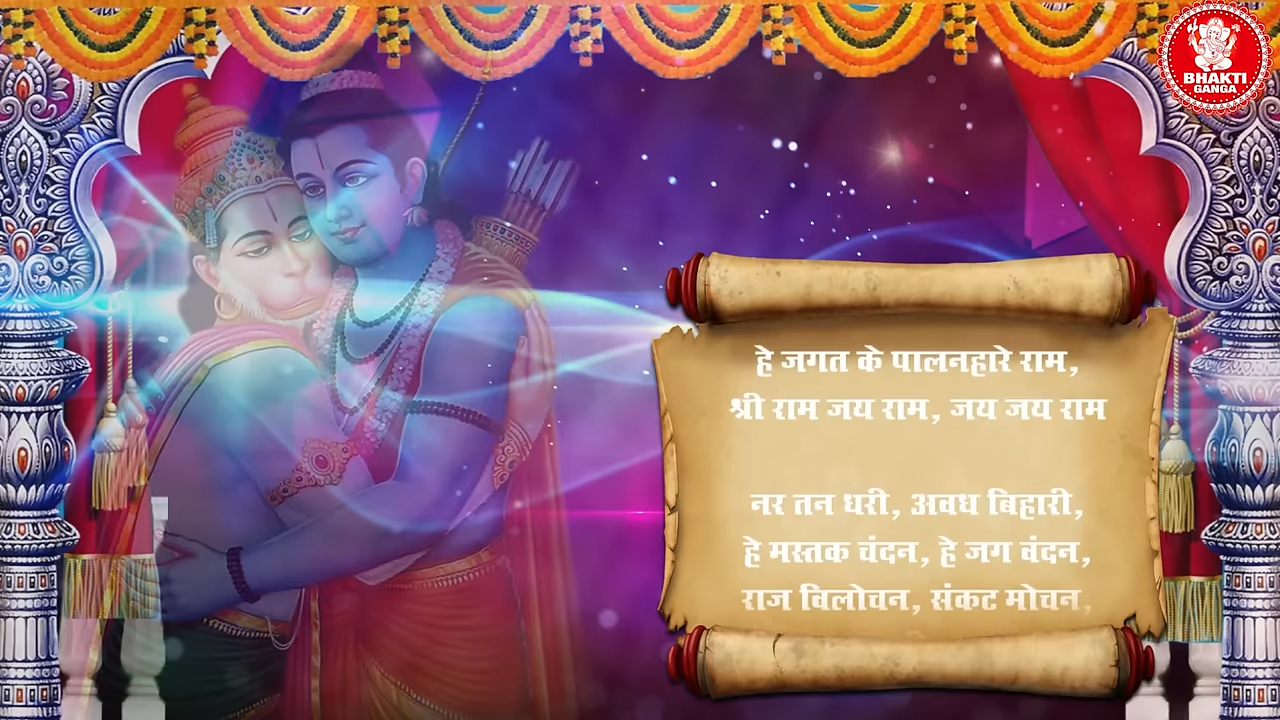 BHAKTI
GANGA
हे जगत के पालनहारे राम,
श्री राम जय राम, जय जय राम
नर तन धरी, अवध बिहारी,
हे मस्तक चंदन, हे जग वंदन,
राज विलोचन, संकट मोचन,